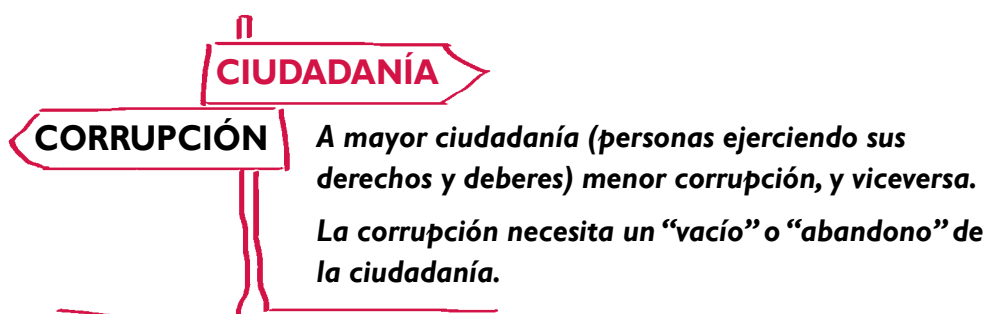 CIUDADANÍA
CORRUPCIÓN
A mayor ciudadanía (personas ejerciendo sus
derechos y deberes) menor corrupción, y viceversa.
La corrupción necesita un “vacío” o “abandono” de
la ciudadanía.